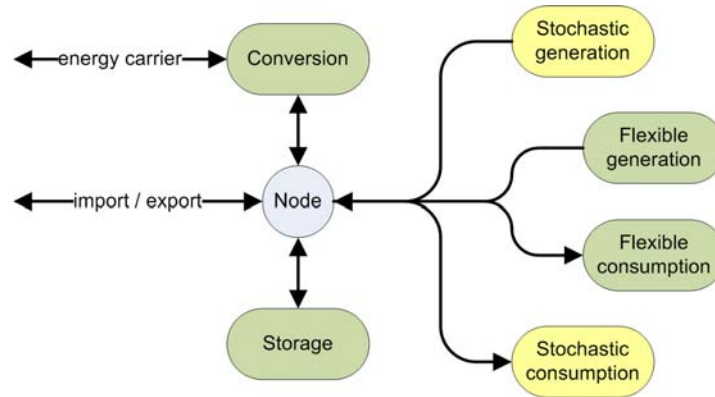 energy carrier
Conversion
Stochastic
generation
Flexible
generation
import / export
Node
Flexible
consumption
Storage
Stochastic
consumption